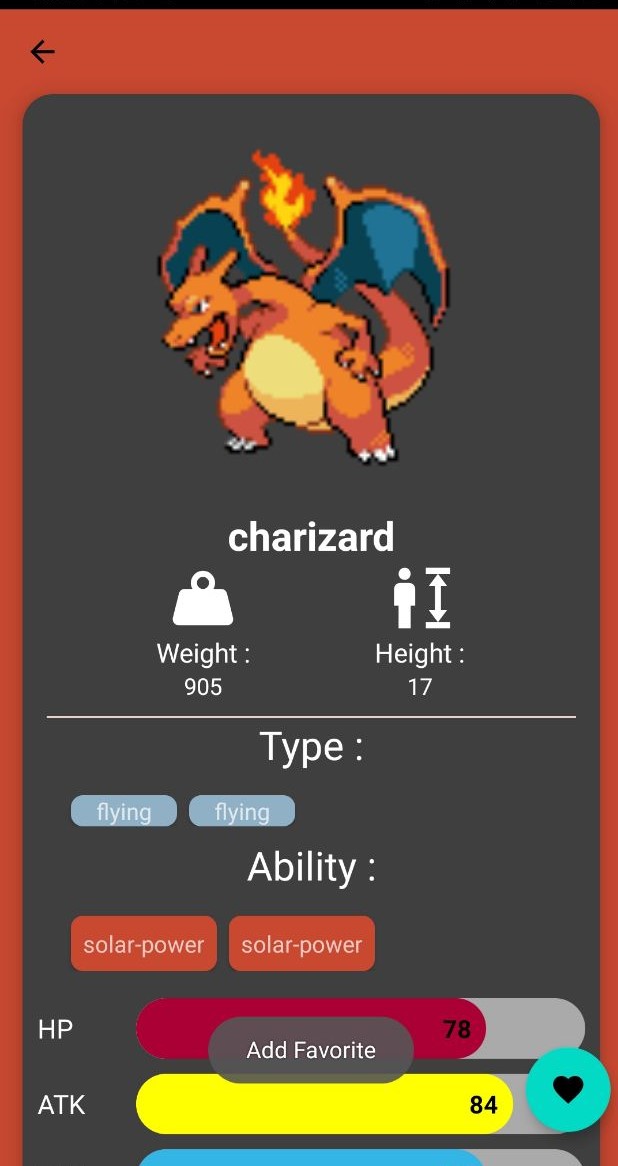 charizard
Weight : Height :
905 17
Type :
flying flying
Ability :
solar-power solar-power
HP 78
Add Favorite
ATK 84